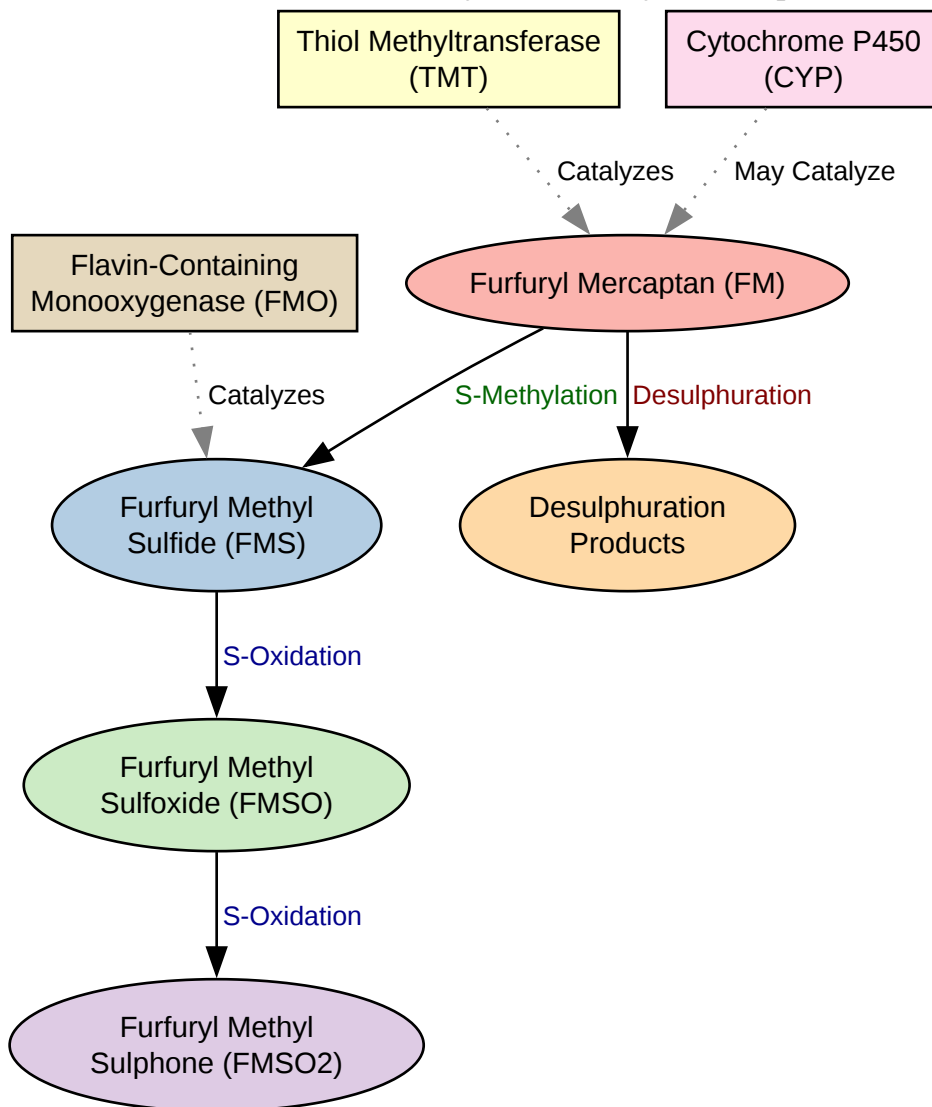 Thiol Methyltransferase
(TMT)
Cytochrome P450
(CYP)
Catalyzes
May Catalyze
Flavin-Containing
Monooxygenase (FMO)
Furfuryl Mercaptan (FM)
Catalyzes
S-Methylation
Desulphuration
Furfuryl Methyl
Sulfide (FMS)
Desulphuration
Products
S-Oxidation
Furfuryl Methyl
Sulfoxide (FMSO)
S-Oxidation
Furfuryl Methyl
Sulphone (FMSO2)